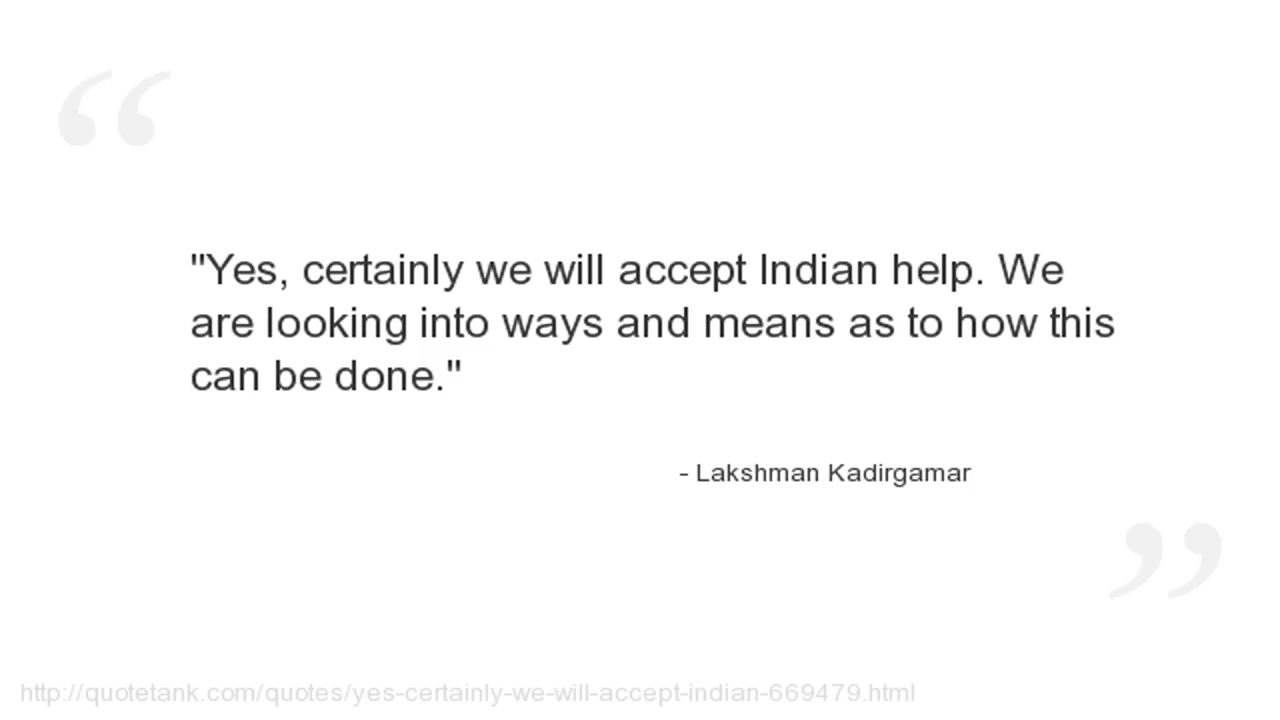 "Yes, certainly we will accept Indian help. We
are looking into ways and means as to how this
can be done."
- Lakshman Kadirgamar
http://quotetank.com/quotes/yes-certainly-we-will-accept-indian-669479.html